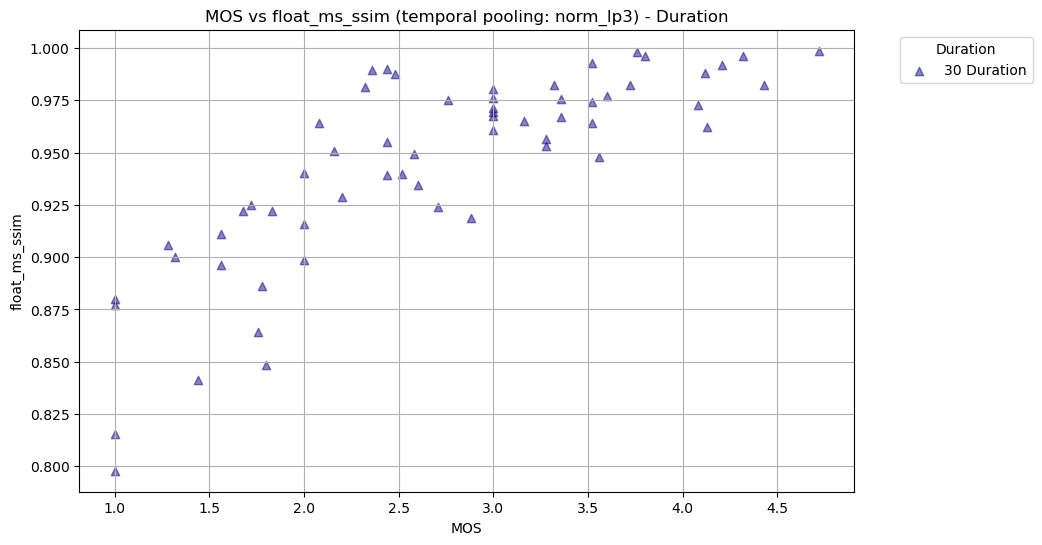 MOS vs float_ms_ssim (temporal pooling: norm_lp3) - Duration
Duration
30 Duration
float_ms_ssim
1.000
0.975
0.950
0.925
0.900
0.875
0.850
0.825
0.800
1.0 1.5 2.0 2.5 3.0 3.5 4.0 4.5
MOS